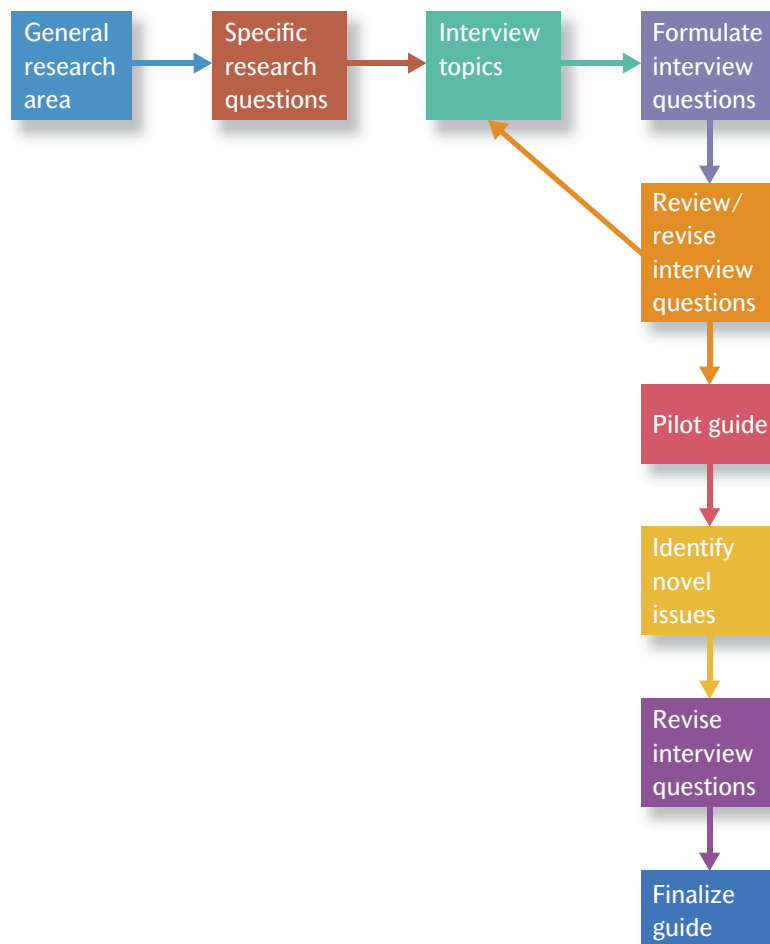 General
research
area
Specific
research
questions
Interview
topics
Formulate
interview
questions
Review/
revise
interview
questions
Pilot guide
Identify
novel
issues
Revise
interview
questions
Finalize
guide